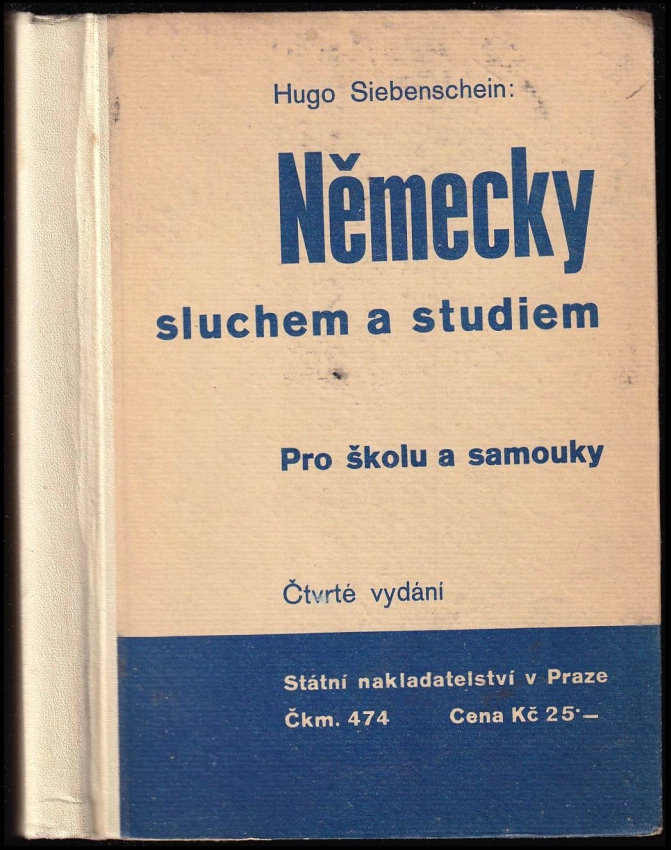 Hugo Siebenschein:
Německy
sluchem a studiem
Pro školu a samouky
Čtvrté vydání
Státní nakladatelství v Praze
Čkm. 474 Cena Kč 25·—